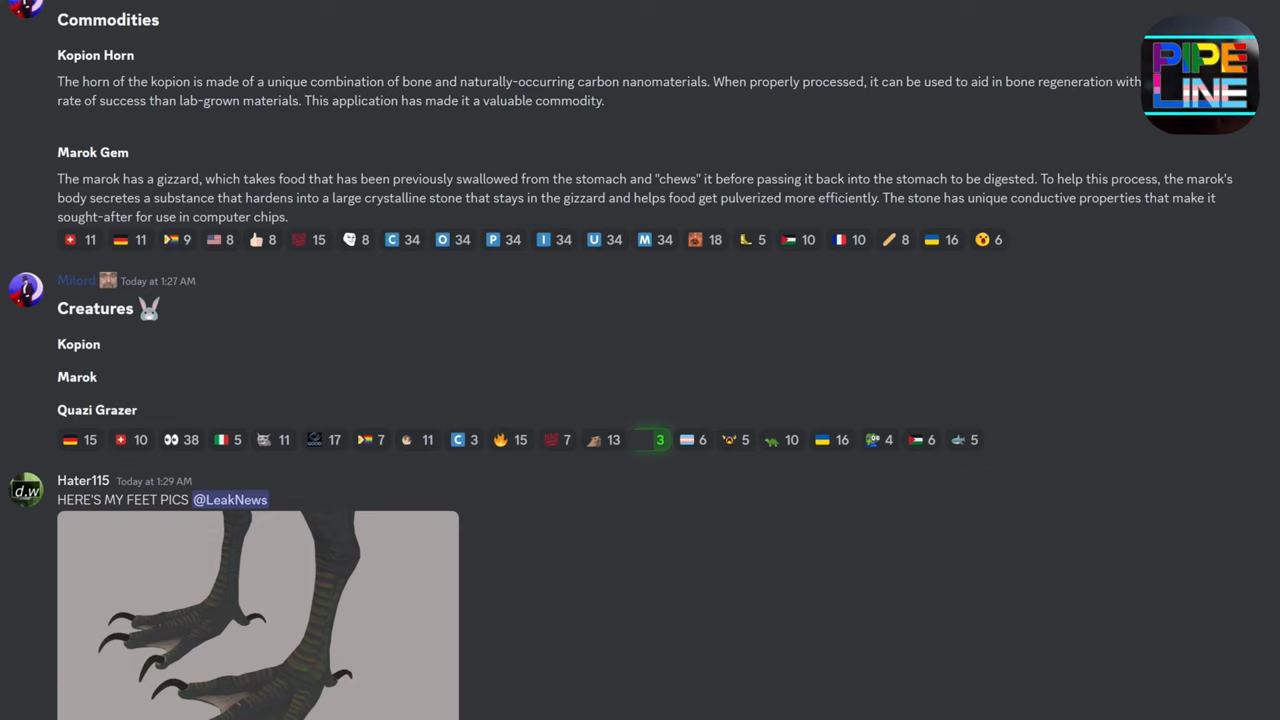 Commodities
PIPE
LINE
Kopion Horn
The horn of the kopion is made of a unique combination of bone and naturally-occurring carbon nanomaterials. When properly processed, it can be used to aid in bone regeneration with
rate of success than lab-grown materials. This application has made it a valuable commodity.
Marok Gem
The marok has a gizzard, which takes food that has been previously swallowed from the stomach and "chews" it before passing it back into the stomach to be digested. To help this process, the marok's
body secretes a substance that hardens into a large crystalline stone that stays in the gizzard and helps food get pulverized more efficiently. The stone has unique conductive properties that make it
sought-after for use in computer chips.
11 11 9 8 8 15 8 C 34 O 34 P 34 I 34 U 34 M 34 18 5 10 10 8 16 6
Milord Today at 1:27 AM
Creatures
Kopion
Marok
Quazi Grazer
15 10 38 5 11 17 7 11 C 3 15 7 13 3 6 5 10 16 4 6 5
d.w Hater115 Today at 1:29 AM
HERE'S MY FEET PICS @LeakNews